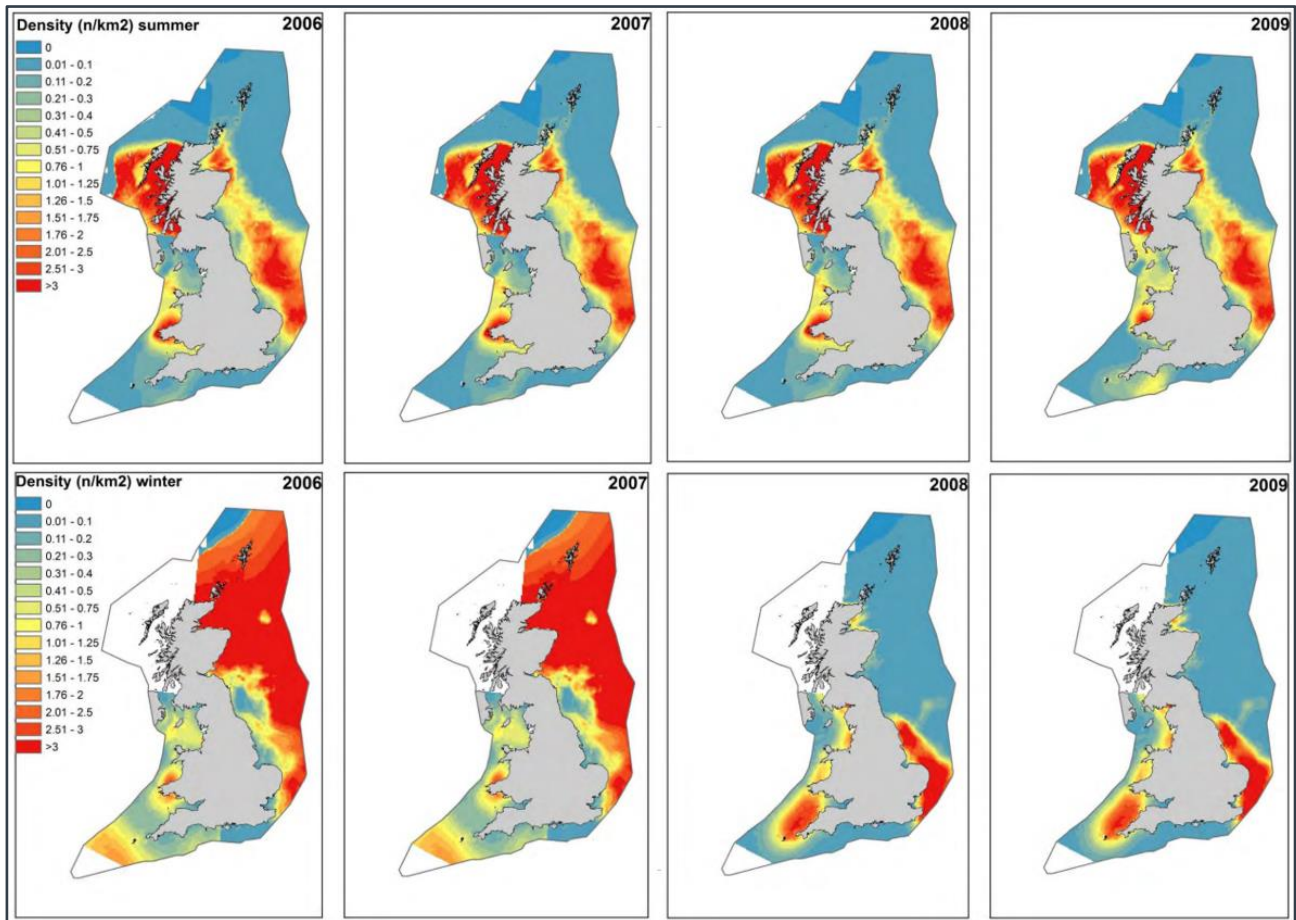 Density (n/km2) summer
2006
2007
2008
2009
0
0.01 - 0.1
0.11 - 0.2
0.21 - 0.3
0.31 - 0.4
0.41 - 0.5
0.51 - 0.75
0.76 - 1
1.01 - 1.25
1.26 - 1.5
1.51 - 1.75
1.76 - 2
2.01 - 2.5
2.51 - 3
>3
Density (n/km2) winter
2006
2007
2008
2009
0
0.01 - 0.1
0.11 - 0.2
0.21 - 0.3
0.31 - 0.4
0.41 - 0.5
0.51 - 0.75
0.76 - 1
1.01 - 1.25
1.26 - 1.5
1.51 - 1.75
1.76 - 2
2.01 - 2.5
2.51 - 3
>3